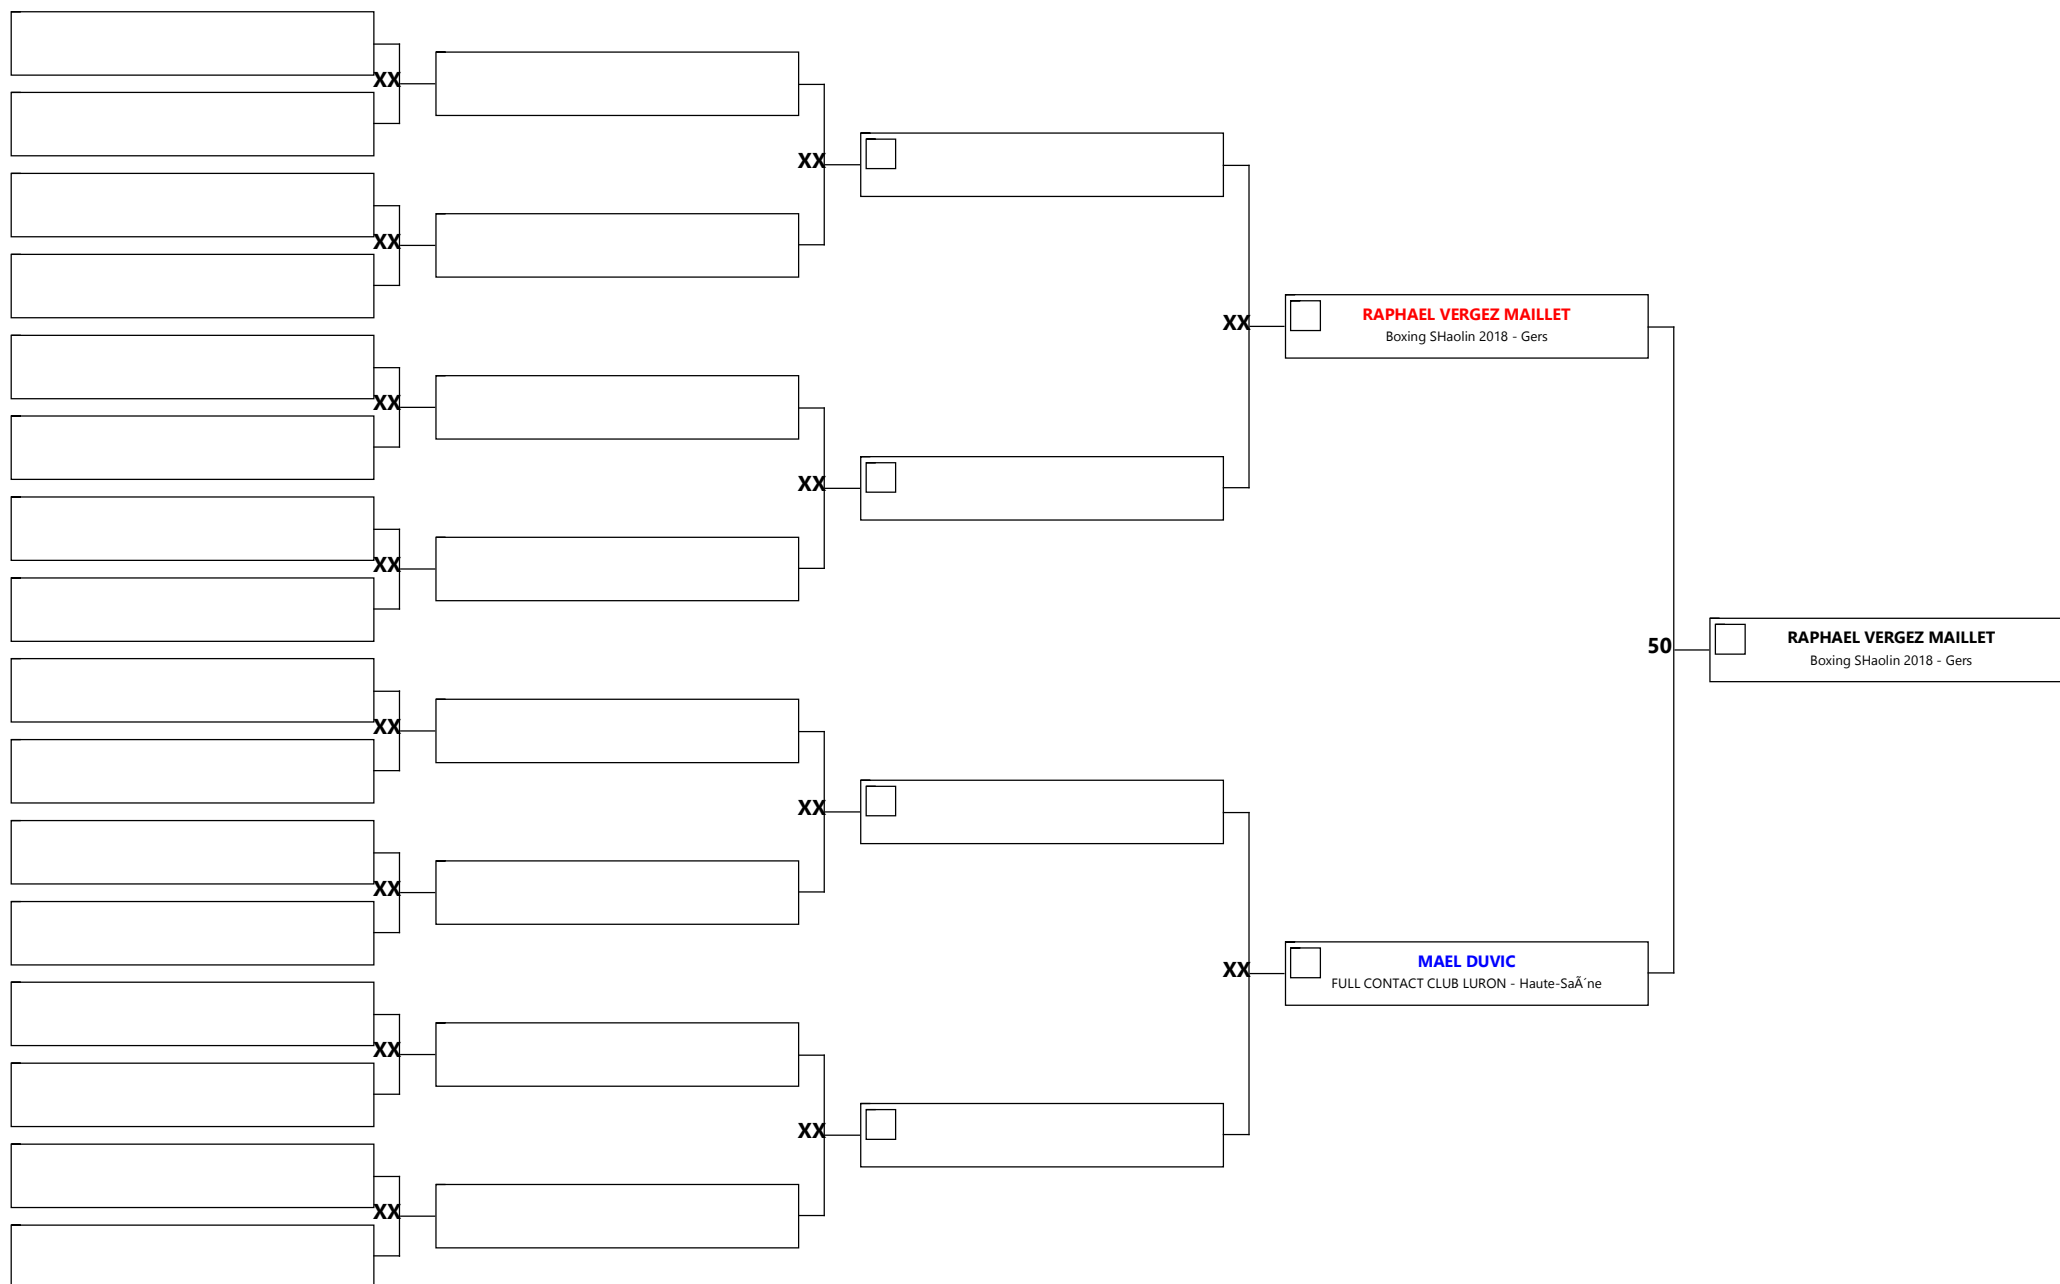 XX
XX
XX
XX
XX
XX
XX
XX
XX
XX
XX
XX
XX
RAPHAEL VERGEZ MAILLET
Boxing SHaolin 2018 - Gers
XX
MAEL DUVIC
FULL CONTACT CLUB LURON - Haute-SaÃ´ne
50
RAPHAEL VERGEZ MAILLET
Boxing SHaolin 2018 - Gers